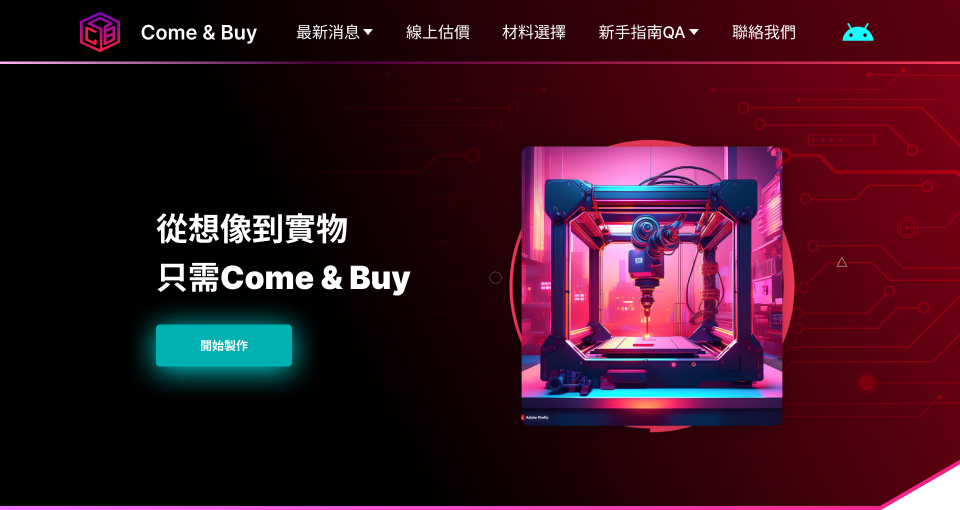 Come & Buy
最新消息
線上估價
材料選擇
新手指南QA
聯絡我們
從想像到實物
只需Come & Buy
開始製作
Adobe Firefly